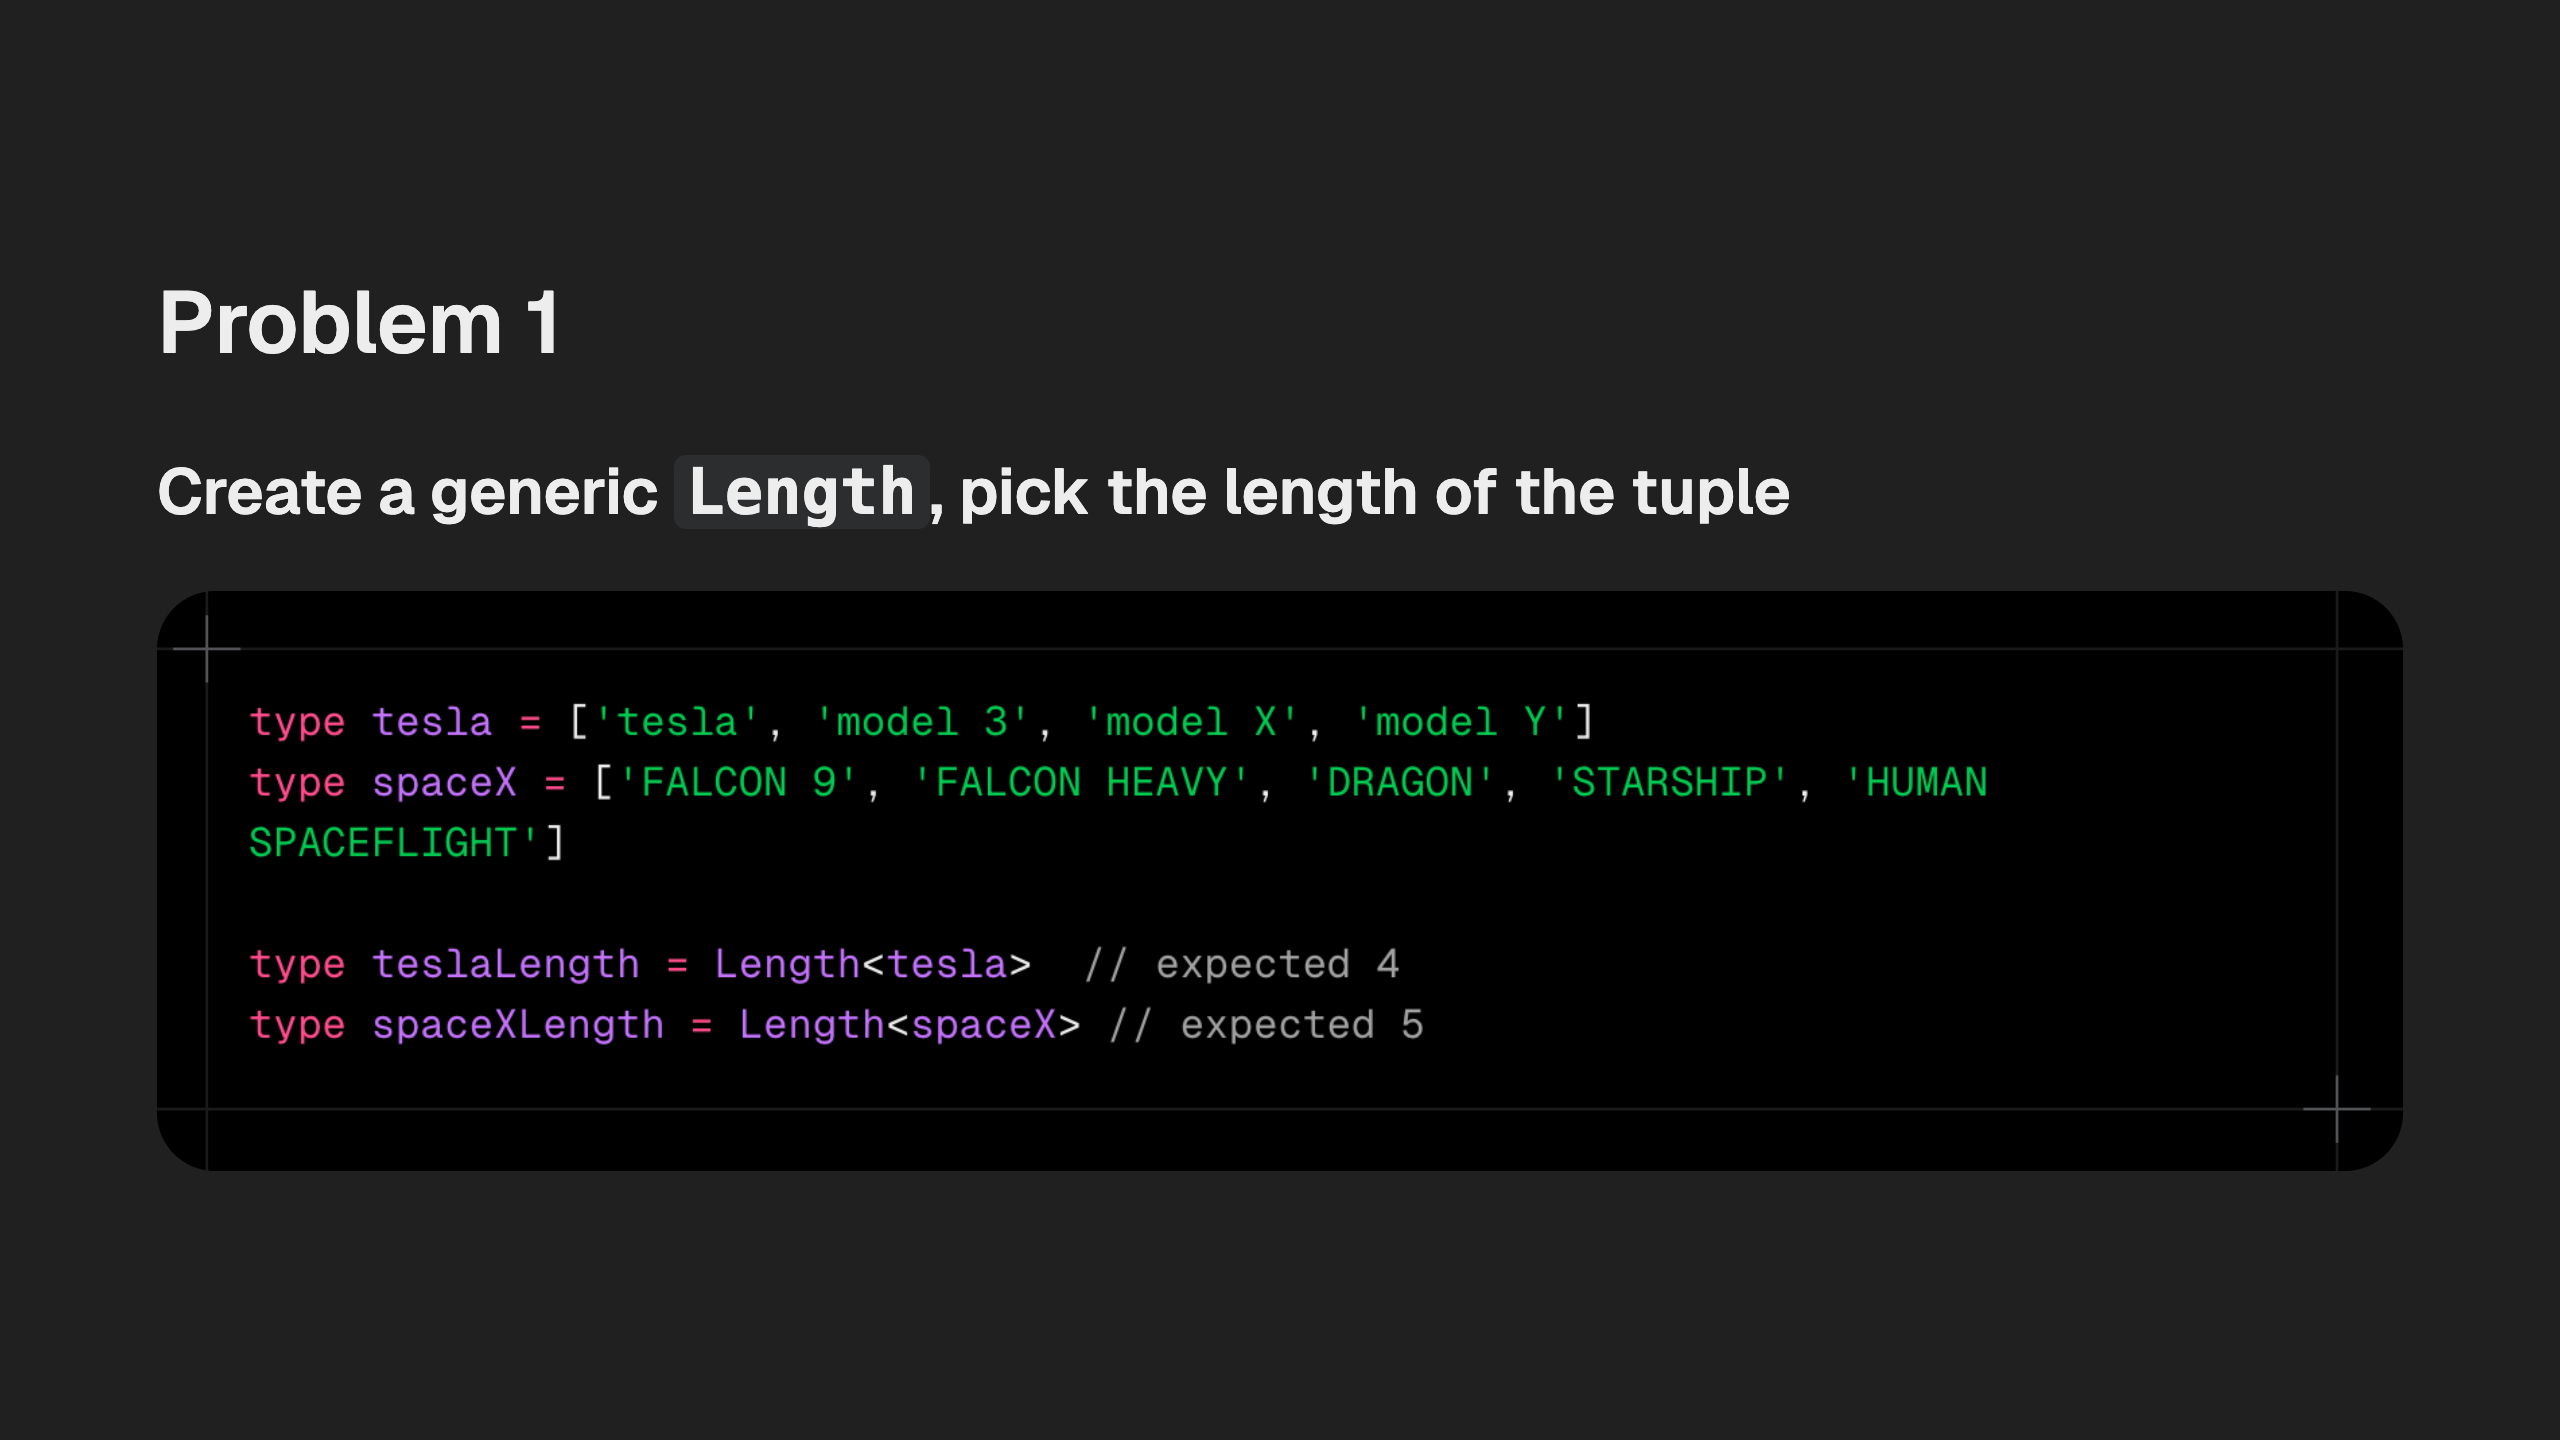 Problem 1
Create a generic Length, pick the length of the tuple
type tesla = ['tesla', 'model 3', 'model X', 'model Y']
type spaceX = ['FALCON 9', 'FALCON HEAVY', 'DRAGON', 'STARSHIP', 'HUMAN
SPACEFLIGHT']
type teslaLength = Length<tesla>  // expected 4
type spaceXLength = Length<spaceX> // expected 5